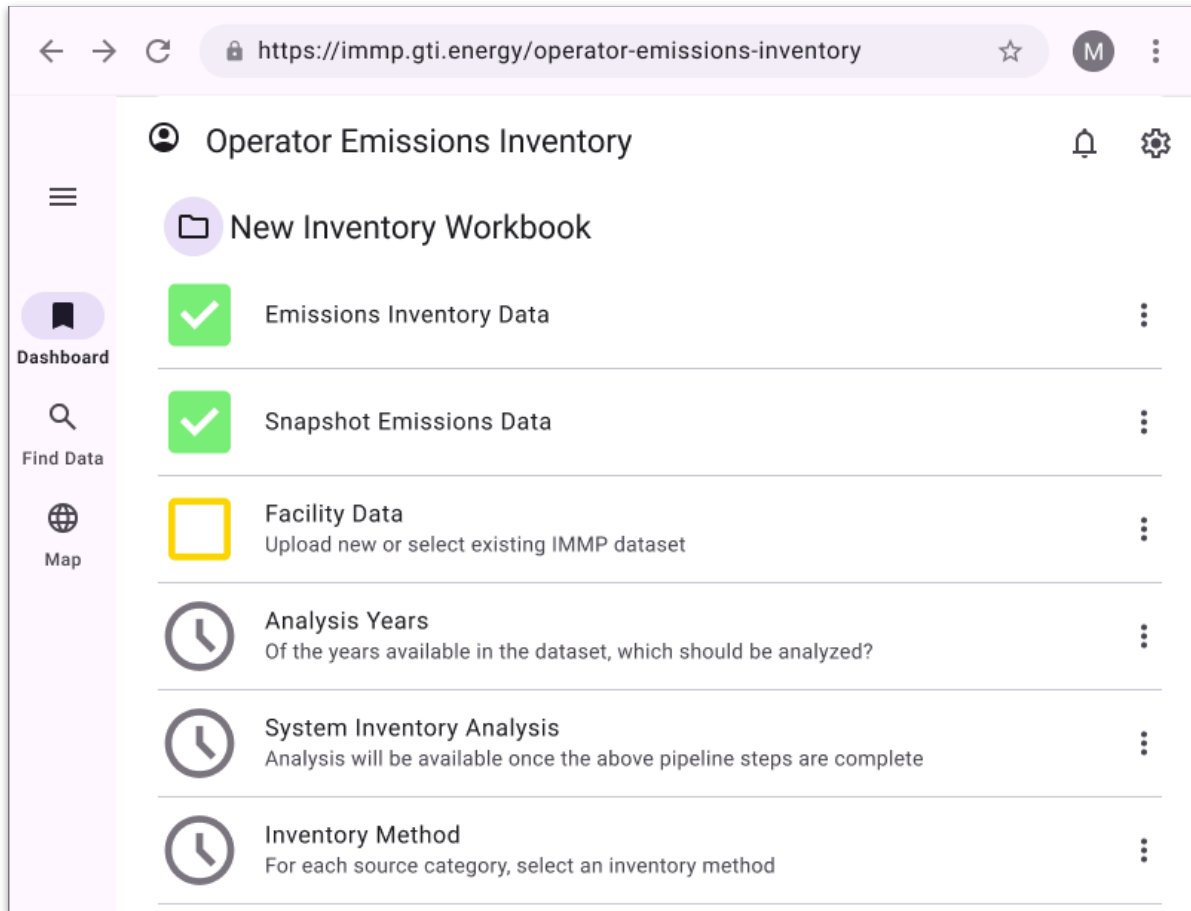 https://immp.gti.energy/operator-emissions-inventory
M
Operator Emissions Inventory
New Inventory Workbook
Emissions Inventory Data
Dashboard
Snapshot Emissions Data
Find Data
Facility Data
Upload new or select existing IMMP dataset
Map
Analysis Years
Of the years available in the dataset, which should be analyzed?
System Inventory Analysis
Analysis will be available once the above pipeline steps are complete
Inventory Method
For each source category, select an inventory method